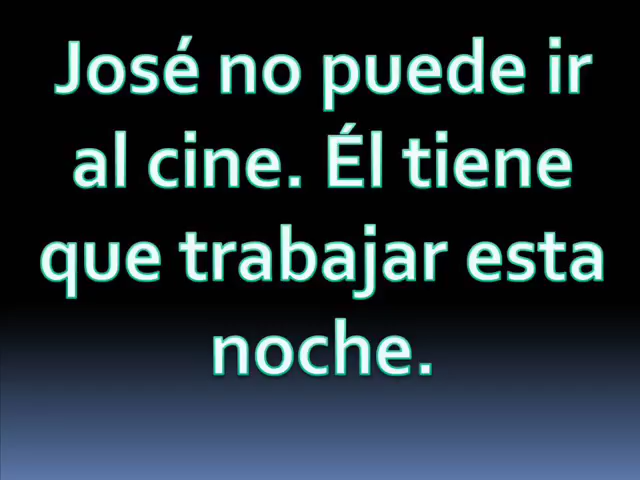 José no puede ir
al cine. Él tiene
que trabajar esta
noche.